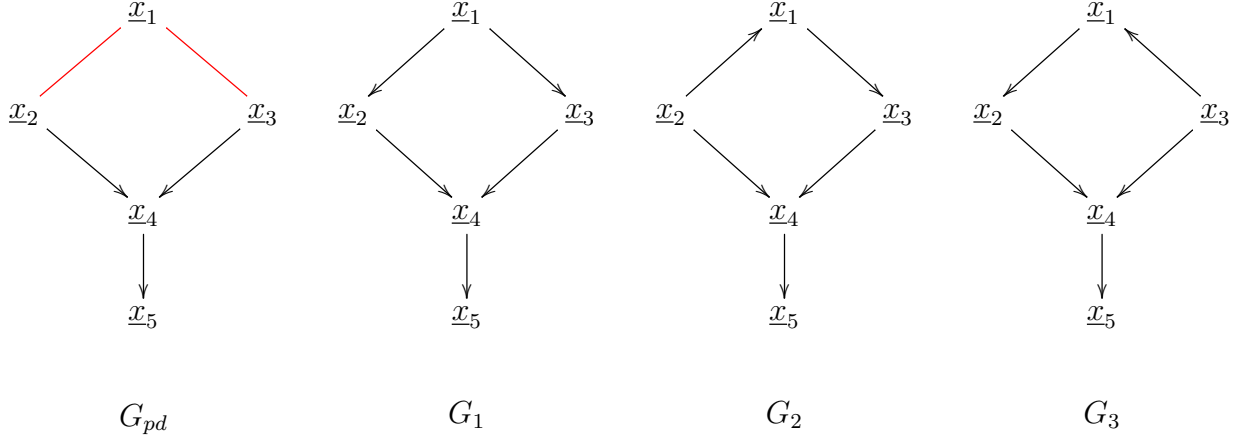 x₁ x₁ x₁ x₁
x₂ x₃ x₂ x₃ x₂ x₃ x₂ x₃
x₄ x₄ x₄ x₄
x₅ x₅ x₅ x₅
G_pd G₁ G₂ G₃